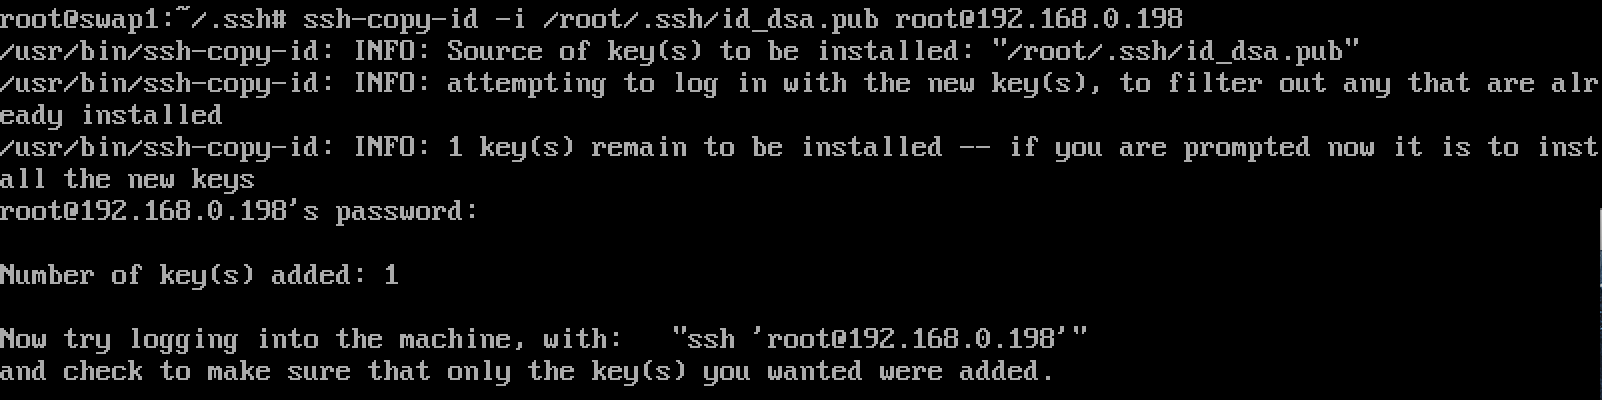 root@swap1:~/.ssh# ssh-copy-id -i /root/.ssh/id_dsa.pub root@192.168.0.198
/usr/bin/ssh-copy-id: INFO: Source of key(s) to be installed: "/root/.ssh/id_dsa.pub"
/usr/bin/ssh-copy-id: INFO: attempting to log in with the new key(s), to filter out any that are alr
eady installed
/usr/bin/ssh-copy-id: INFO: 1 key(s) remain to be installed -- if you are prompted now it is to inst
all the new keys
root@192.168.0.198's password:
Number of key(s) added: 1
Now try logging into the machine, with:   "ssh 'root@192.168.0.198'"
and check to make sure that only the key(s) you wanted were added.